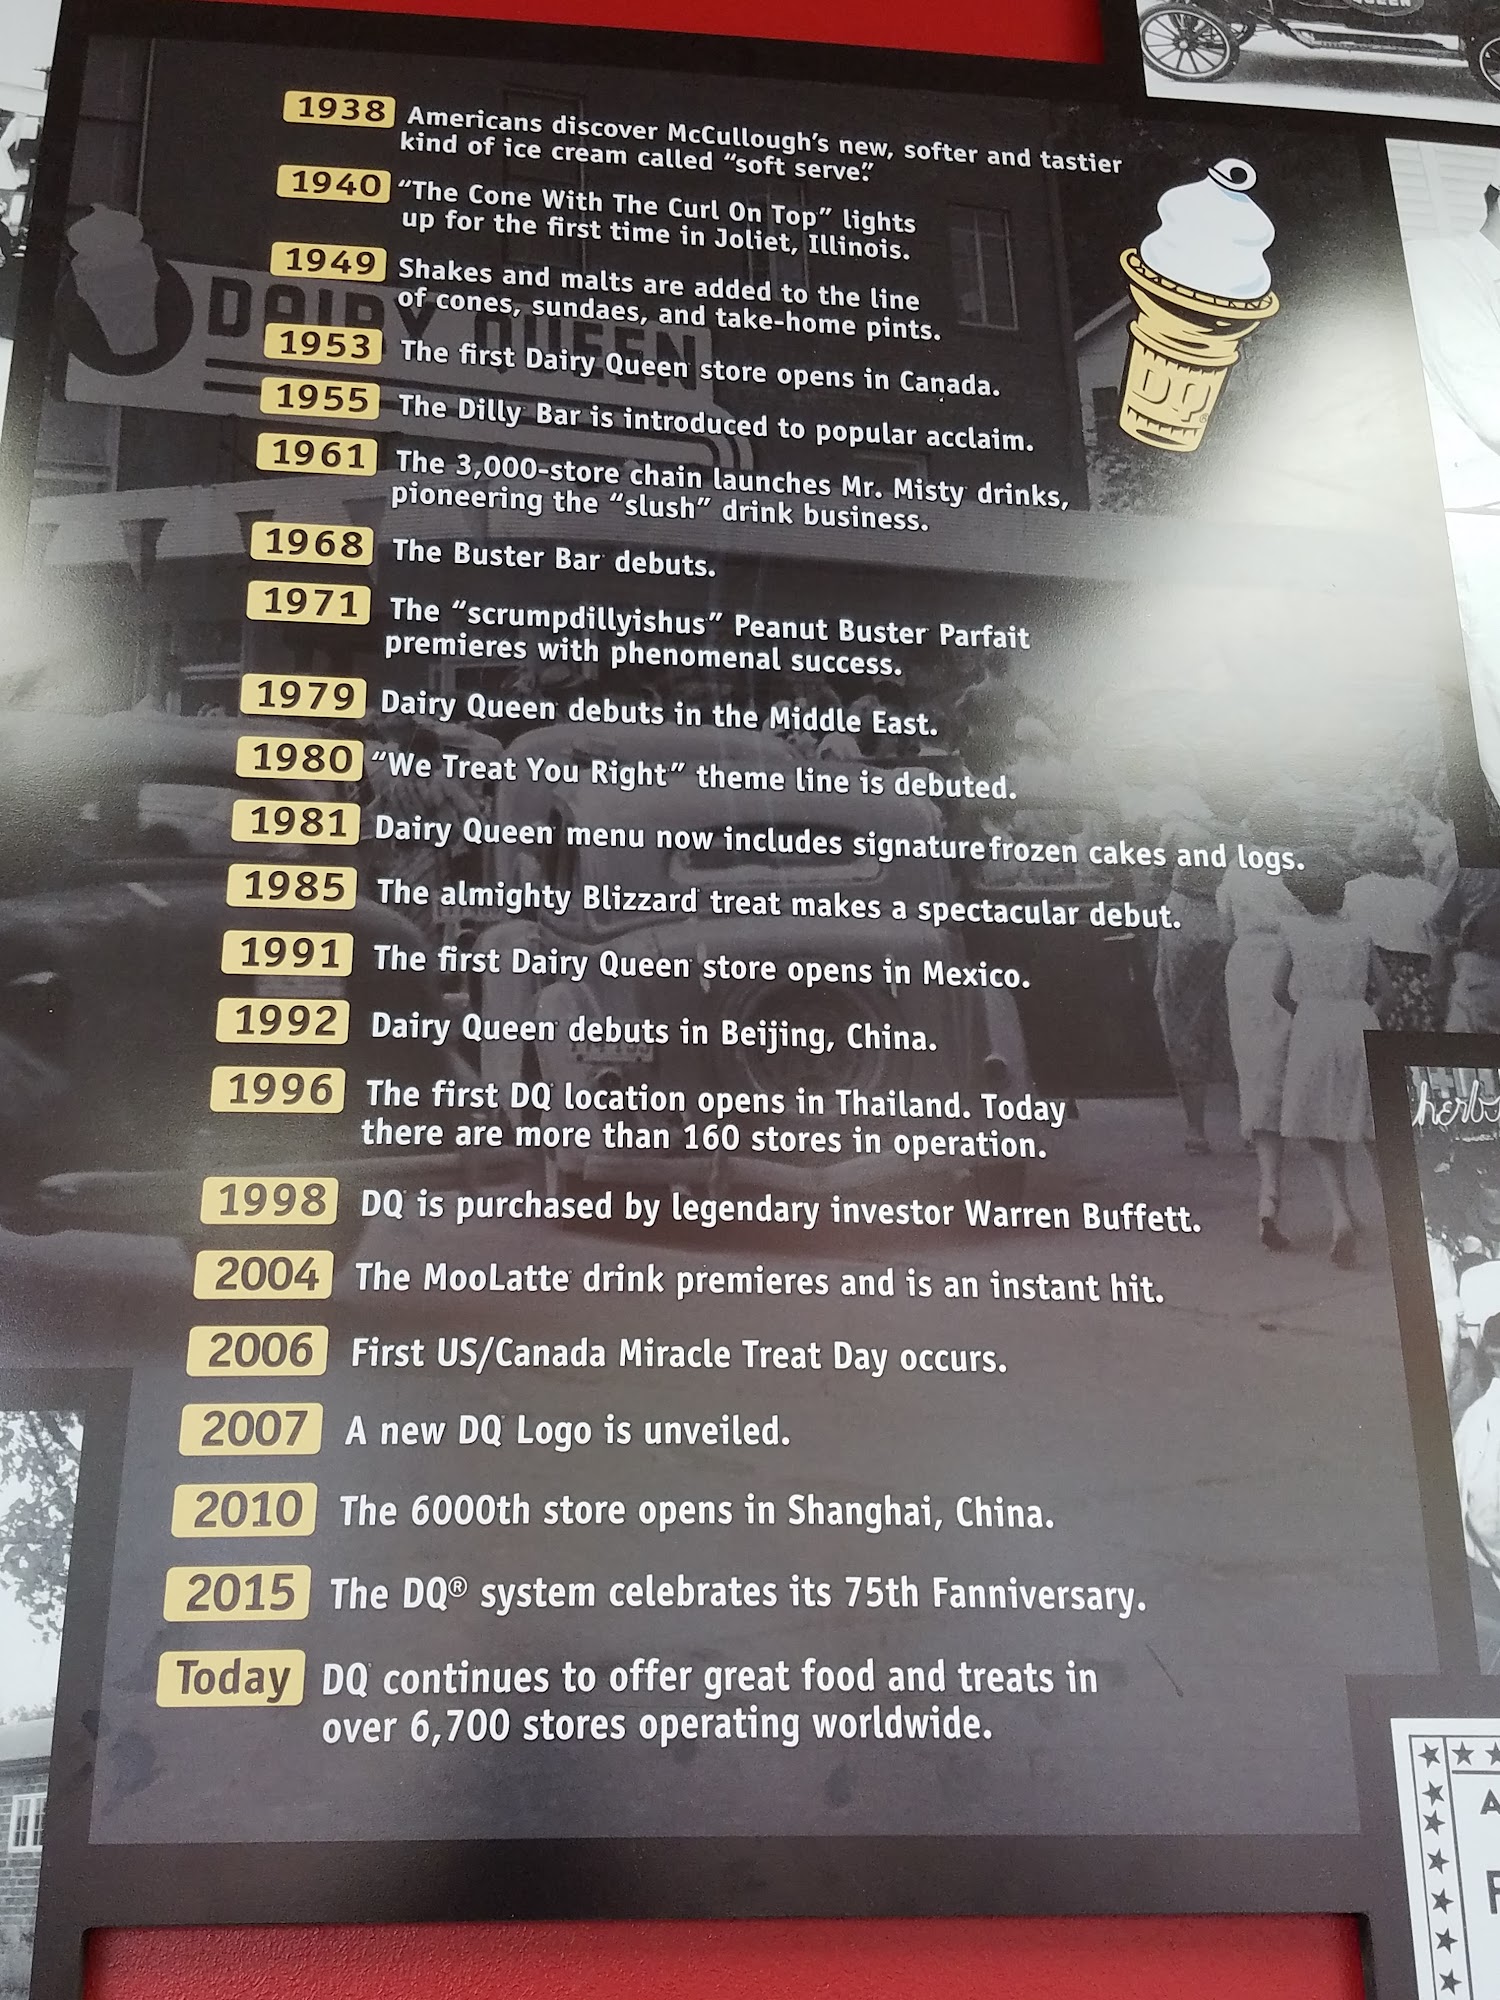 1938 Americans discover McCullough's new, softer and tastier
kind of ice cream called "soft serve."
1940 "The Cone With The Curl On Top" lights
up for the first time in Joliet, Illinois.
1949 Shakes and malts are added to the line
of cones, sundaes, and take-home pints.
1953 The first Dairy Queen store opens in Canada.
1955 The Dilly Bar is introduced to popular acclaim.
1961 The 3,000-store chain launches Mr. Misty drinks,
pioneering the "slush" drink business.
1968 The Buster Bar debuts.
1971 The "scrumpdillyishus" Peanut Buster Parfait
premieres with phenomenal success.
1979 Dairy Queen debuts in the Middle East.
1980 "We Treat You Right" theme line is debuted.
1981 Dairy Queen menu now includes signature frozen cakes and logs.
1985 The almighty Blizzard treat makes a spectacular debut.
1991 The first Dairy Queen store opens in Mexico.
1992 Dairy Queen debuts in Beijing, China.
1996 The first DQ location opens in Thailand. Today
there are more than 160 stores in operation.
1998 DQ is purchased by legendary investor Warren Buffett.
2004 The MooLatte drink premieres and is an instant hit.
2006 First US/Canada Miracle Treat Day occurs.
2007 A new DQ Logo is unveiled.
2010 The 6000th store opens in Shanghai, China.
2015 The DQ® system celebrates its 75th Fanniversary.
Today DQ continues to offer great food and treats in
over 6,700 stores operating worldwide.
DAIRY QUEEN
DQ
herbs